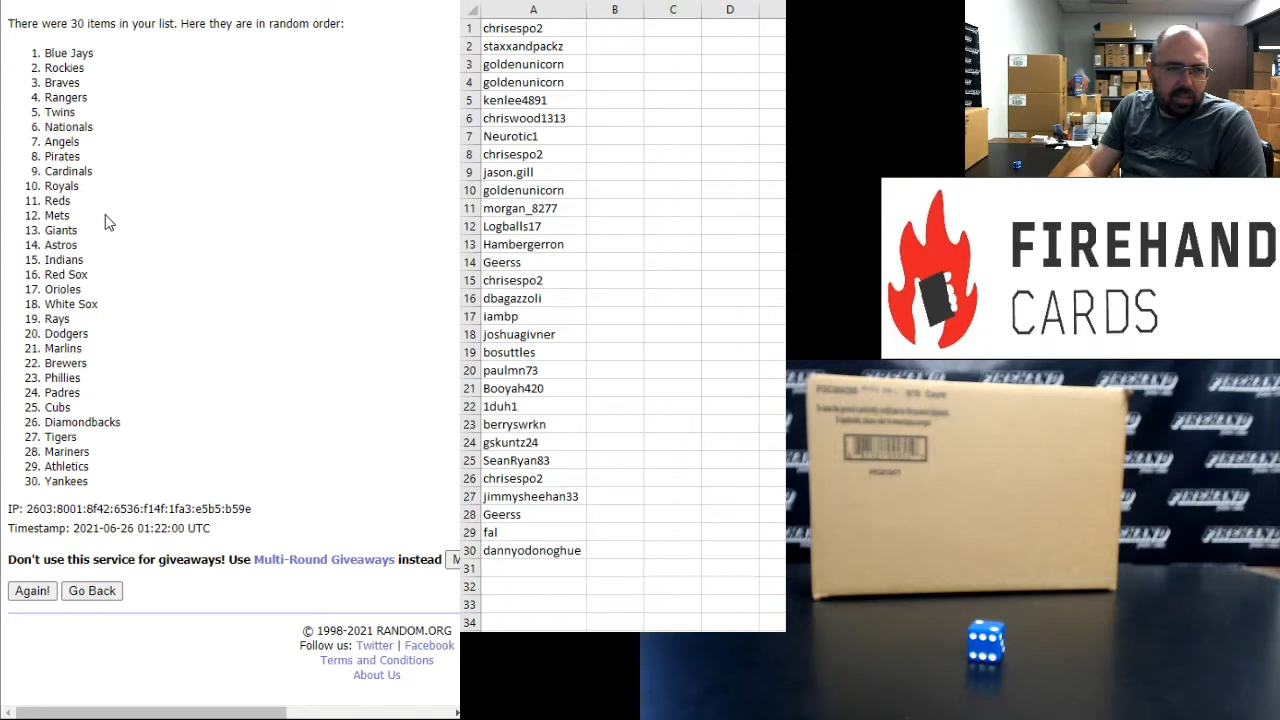 There were 30 items in your list. Here they are in random order:
1. Blue Jays
2. Rockies
3. Braves
4. Rangers
5. Twins
6. Nationals
7. Angels
8. Pirates
9. Cardinals
10. Royals
11. Reds
12. Mets
13. Giants
14. Astros
15. Indians
16. Red Sox
17. Orioles
18. White Sox
19. Rays
20. Dodgers
21. Marlins
22. Brewers
23. Phillies
24. Padres
25. Cubs
26. Diamondbacks
27. Tigers
28. Mariners
29. Athletics
30. Yankees
IP: 2603:8001:8f42:6536:f14f:1fa3:e5b5:b59e
Timestamp: 2021-06-26 01:22:00 UTC
Don't use this service for giveaways! Use Multi-Round Giveaways instead
Again! Go Back
© 1998-2021 RANDOM.ORG
Follow us: Twitter | Facebook
Terms and Conditions
About Us
A B C D
1 chrisespo2
2 staxxandpackz
3 goldenunicorn
4 goldenunicorn
5 kenlee4891
6 chriswood1313
7 Neurotic1
8 chrisespo2
9 jason.gill
10 goldenunicorn
11 morgan_8277
12 Logballs17
13 Hambergerron
14 Geerss
15 chrisespo2
16 dbagazzoli
17 iambp
18 joshuagivner
19 bosuttles
20 paulmn73
21 Booyah420
22 1duh1
23 berryswrkn
24 gskuntz24
25 SeanRyan83
26 chrisespo2
27 jimmysheehan33
28 Geerss
29 fal
30 dannyodonoghue
31
32
33
34
FIREHAND
CARDS
FIREHAND